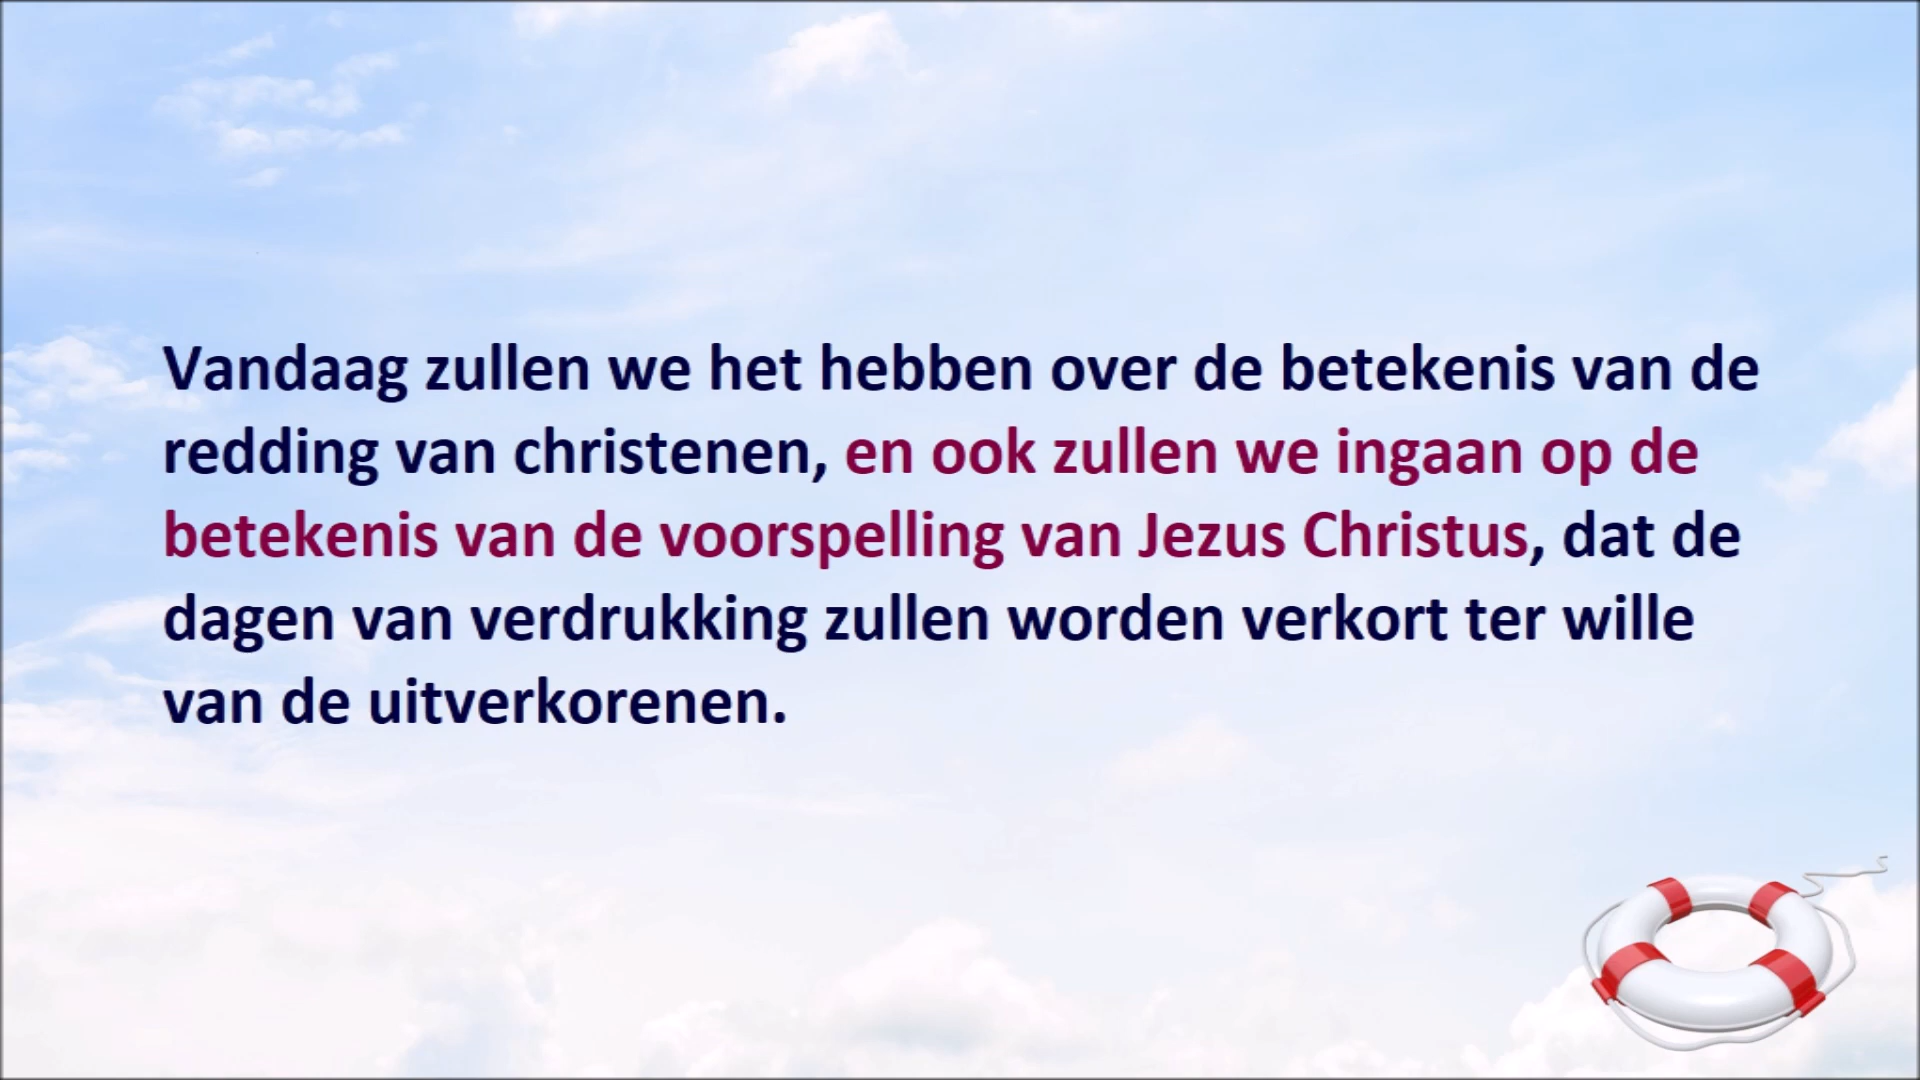 Vandaag zullen we het hebben over de betekenis van de
redding van christenen, en ook zullen we ingaan op de
betekenis van de voorspelling van Jezus Christus, dat de
dagen van verdrukking zullen worden verkort ter wille
van de uitverkorenen.